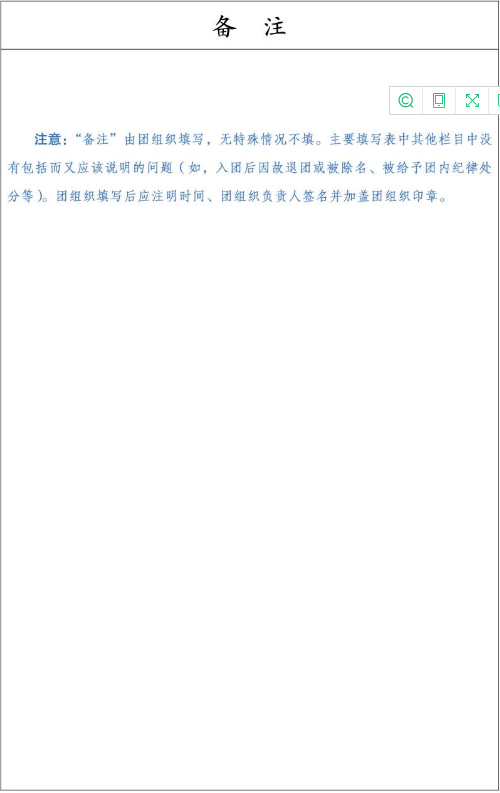 备 注
注意：“备注”由团组织填写，无特殊情况不填。主要填写表中其他栏目中没
有包括而又应该说明的问题（如，入团后因故退团或被除名、被给予团内纪律处
分等）。团组织填写后应注明时间、团组织负责人签名并加盖团组织印章。